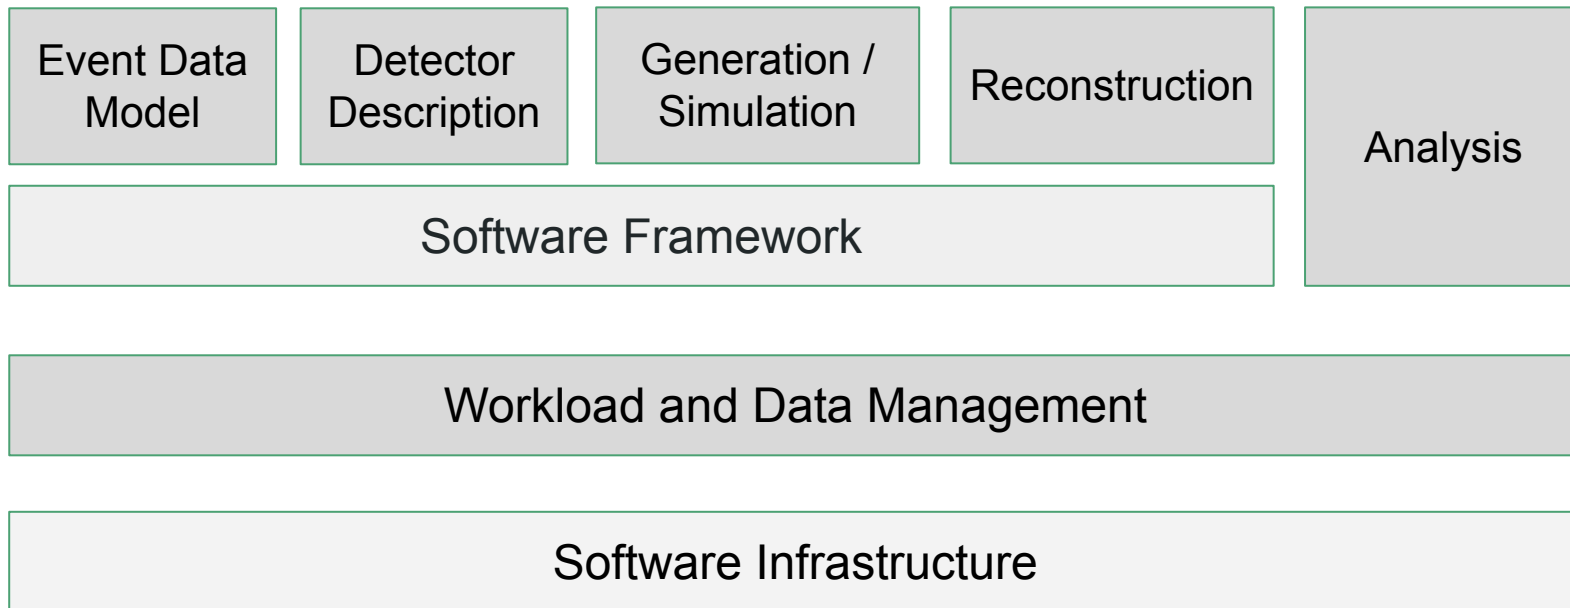 Event Data
Model
Detector
Description
Generation /
Simulation
Reconstruction
Analysis
Software Framework
Workload and Data Management
Software Infrastructure